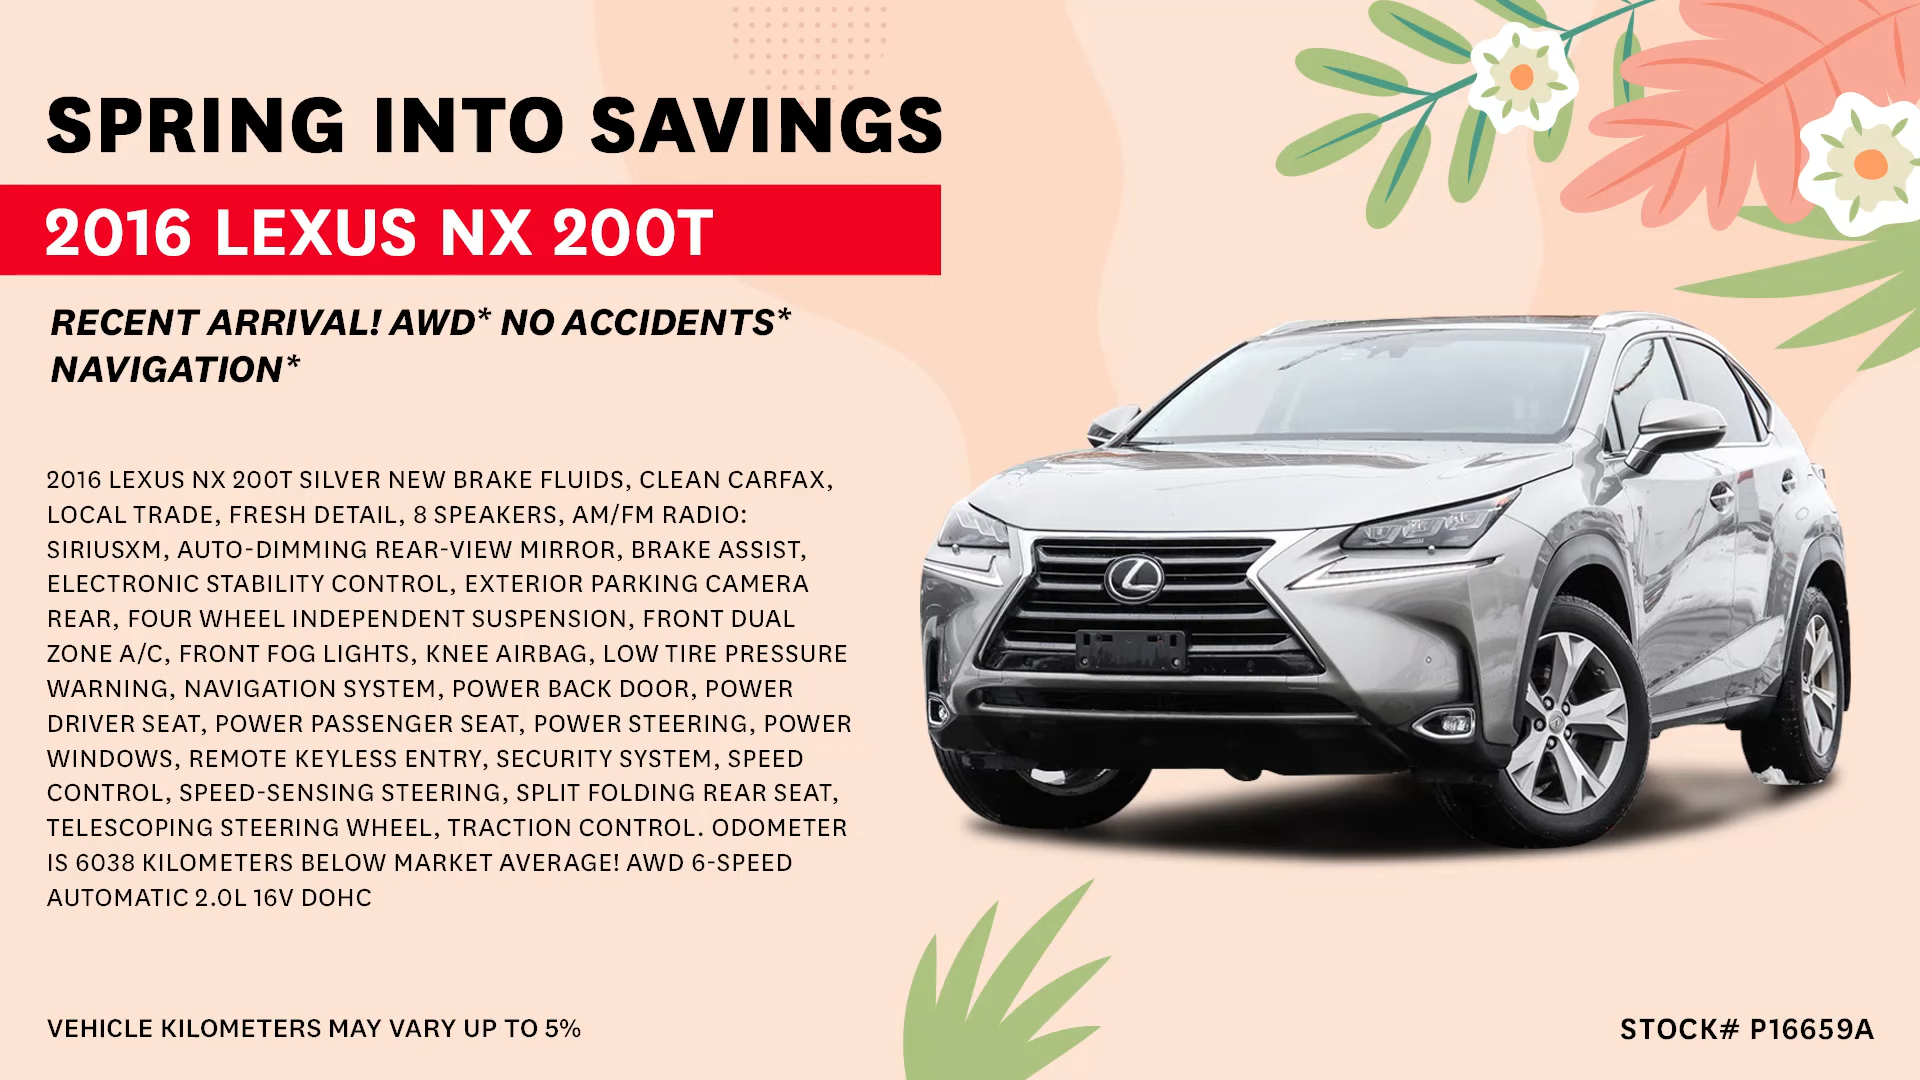 SPRING INTO SAVINGS
2016 LEXUS NX 200T
RECENT ARRIVAL! AWD* NO ACCIDENTS*
NAVIGATION*
2016 LEXUS NX 200T SILVER NEW BRAKE FLUIDS, CLEAN CARFAX,
LOCAL TRADE, FRESH DETAIL, 8 SPEAKERS, AM/FM RADIO:
SIRIUSXM, AUTO-DIMMING REAR-VIEW MIRROR, BRAKE ASSIST,
ELECTRONIC STABILITY CONTROL, EXTERIOR PARKING CAMERA
REAR, FOUR WHEEL INDEPENDENT SUSPENSION, FRONT DUAL
ZONE A/C, FRONT FOG LIGHTS, KNEE AIRBAG, LOW TIRE PRESSURE
WARNING, NAVIGATION SYSTEM, POWER BACK DOOR, POWER
DRIVER SEAT, POWER PASSENGER SEAT, POWER STEERING, POWER
WINDOWS, REMOTE KEYLESS ENTRY, SECURITY SYSTEM, SPEED
CONTROL, SPEED-SENSING STEERING, SPLIT FOLDING REAR SEAT,
TELESCOPING STEERING WHEEL, TRACTION CONTROL. ODOMETER
IS 6038 KILOMETERS BELOW MARKET AVERAGE! AWD 6-SPEED
AUTOMATIC 2.0L 16V DOHC
VEHICLE KILOMETERS MAY VARY UP TO 5%
STOCK# P16659A